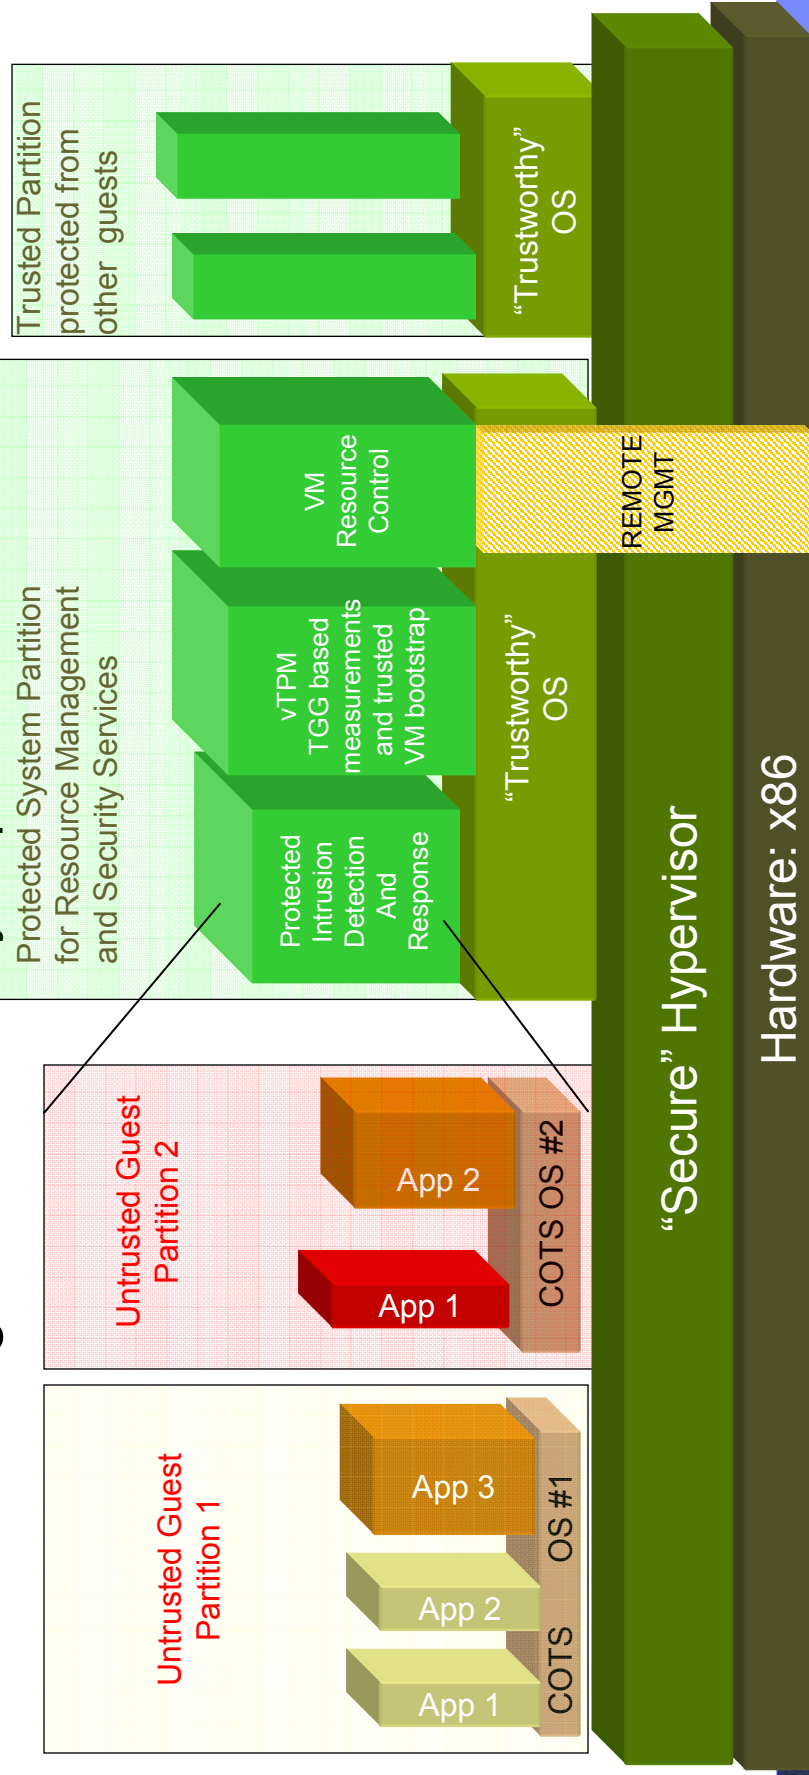 Untrusted Guest
Partition 1
App 1
App 2
App 3
COTS OS #1
Untrusted Guest
Partition 2
App 1
App 2
COTS OS #2
Protected System Partition
for Resource Management
and Security Services
Protected
Intrusion
Detection
And
Response
vTPM
TGG based
measurements
and trusted
VM bootstrap
VM
Resource
Control
“Trustworthy”
OS
REMOTE
MGMT
Trusted Partition
protected from
other guests
“Trustworthy”
OS
“Secure” Hypervisor
Hardware: x86